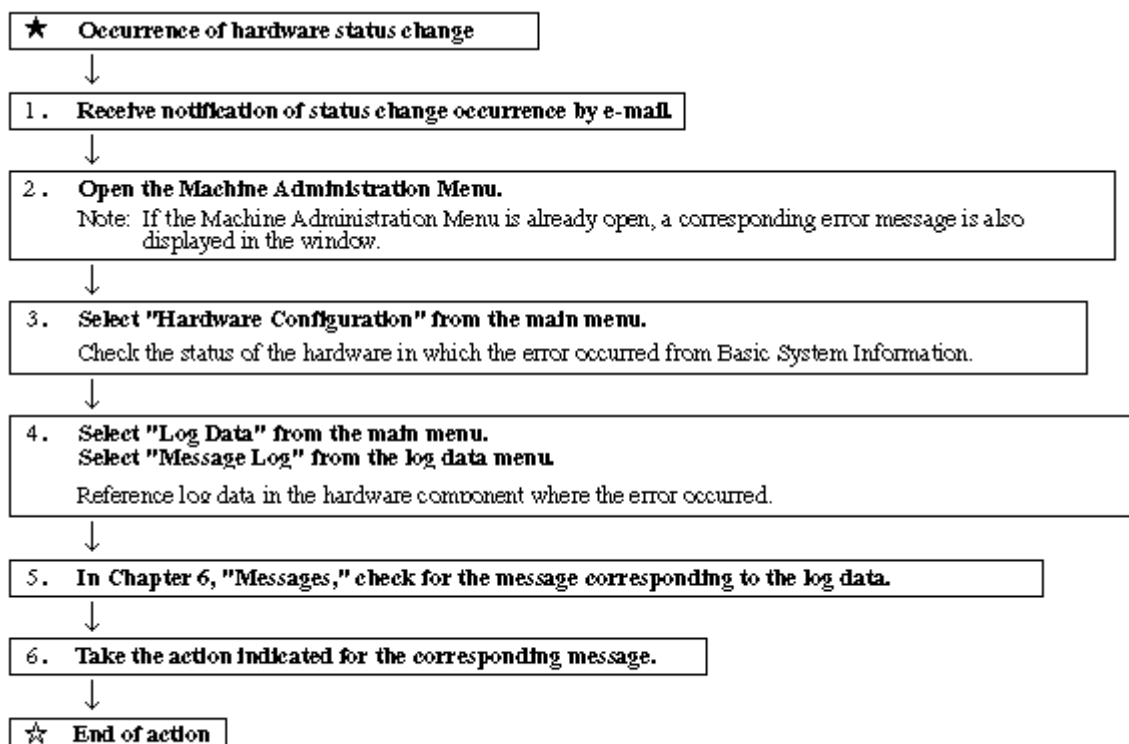 ★ Occurrence of hardware status change
↓
1. Receive notification of status change occurrence by e-mail.
↓
2. Open the Machine Administration Menu.
Note: If the Machine Administration Menu is already open, a corresponding error message is also
displayed in the window.
↓
3. Select "Hardware Configuration" from the main menu.
Check the status of the hardware in which the error occurred from Basic System Information.
↓
4. Select "Log Data" from the main menu.
Select "Message Log" from the log data menu.
Reference log data in the hardware component where the error occurred.
↓
5. In Chapter 6, "Messages," check for the message corresponding to the log data.
↓
6. Take the action indicated for the corresponding message.
↓
☆ End of action